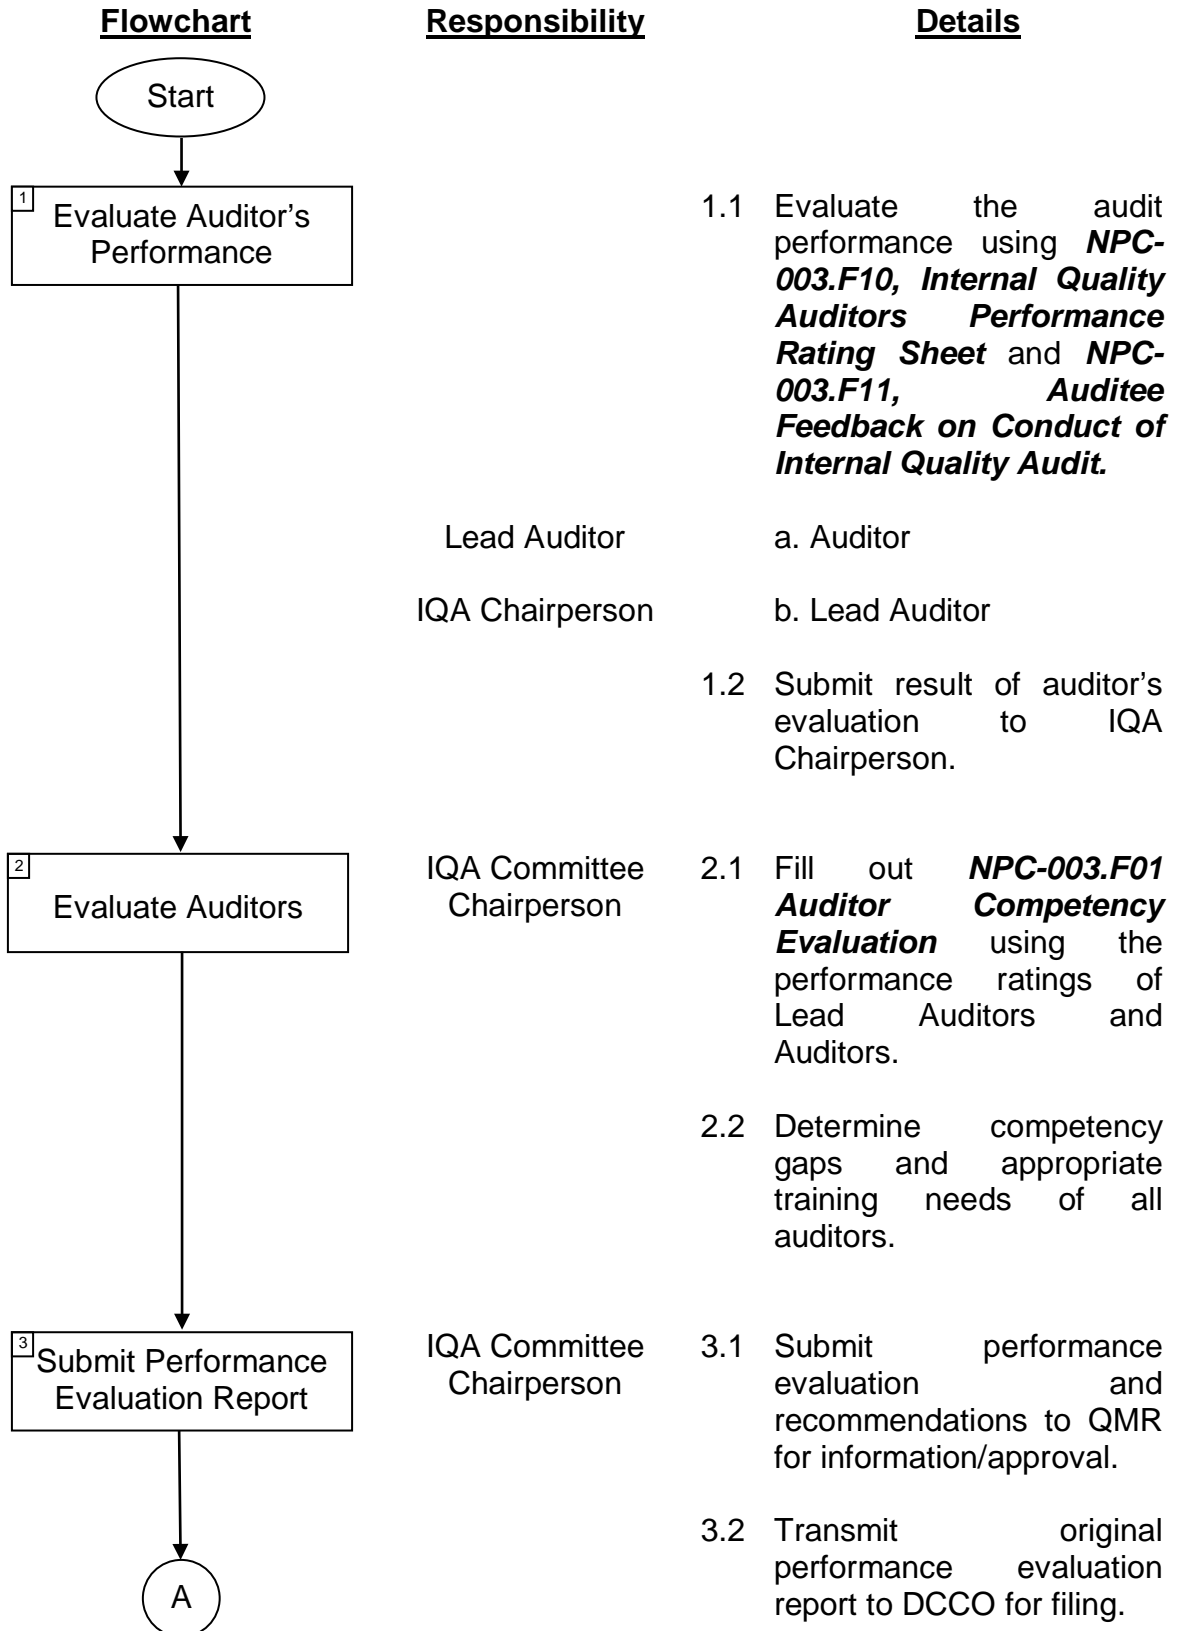 Flowchart Responsibility Details
Start
1
Evaluate Auditor’s
Performance
1.1 Evaluate the audit
performance using NPC-
003.F10, Internal Quality
Auditors Performance
Rating Sheet and NPC-
003.F11, Auditee
Feedback on Conduct of
Internal Quality Audit.
Lead Auditor a. Auditor
IQA Chairperson b. Lead Auditor
1.2 Submit result of auditor’s
evaluation to IQA
Chairperson.
2
Evaluate Auditors
IQA Committee
Chairperson
2.1 Fill out NPC-003.F01
Auditor Competency
Evaluation using the
performance ratings of
Lead Auditors and
Auditors.
2.2 Determine competency
gaps and appropriate
training needs of all
auditors.
3
Submit Performance
Evaluation Report
IQA Committee
Chairperson
3.1 Submit performance
evaluation and
recommendations to QMR
for information/approval.
3.2 Transmit original
performance evaluation
report to DCCO for filing.
A